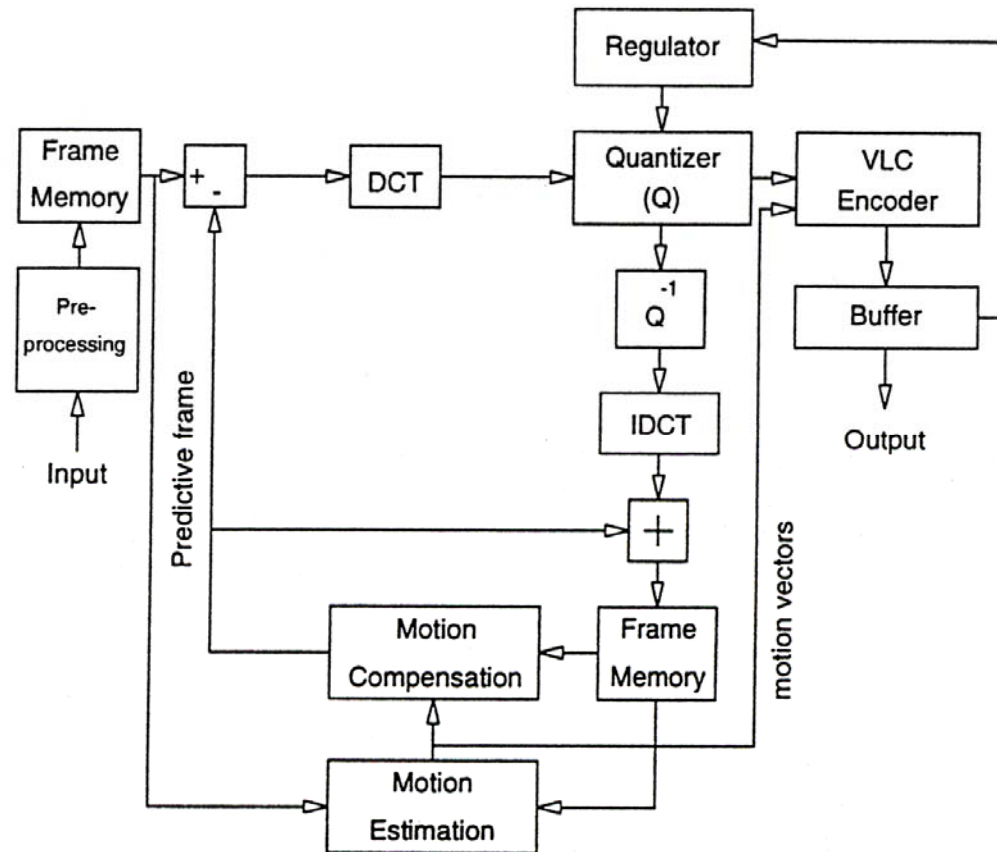 Regulator
Frame
Memory
+
-
DCT
Quantizer
(Q)
VLC
Encoder
Pre-
processing
Q
-1
Buffer
IDCT
Input
Output
Predictive frame
+
motion vectors
Motion
Compensation
Frame
Memory
Motion
Estimation